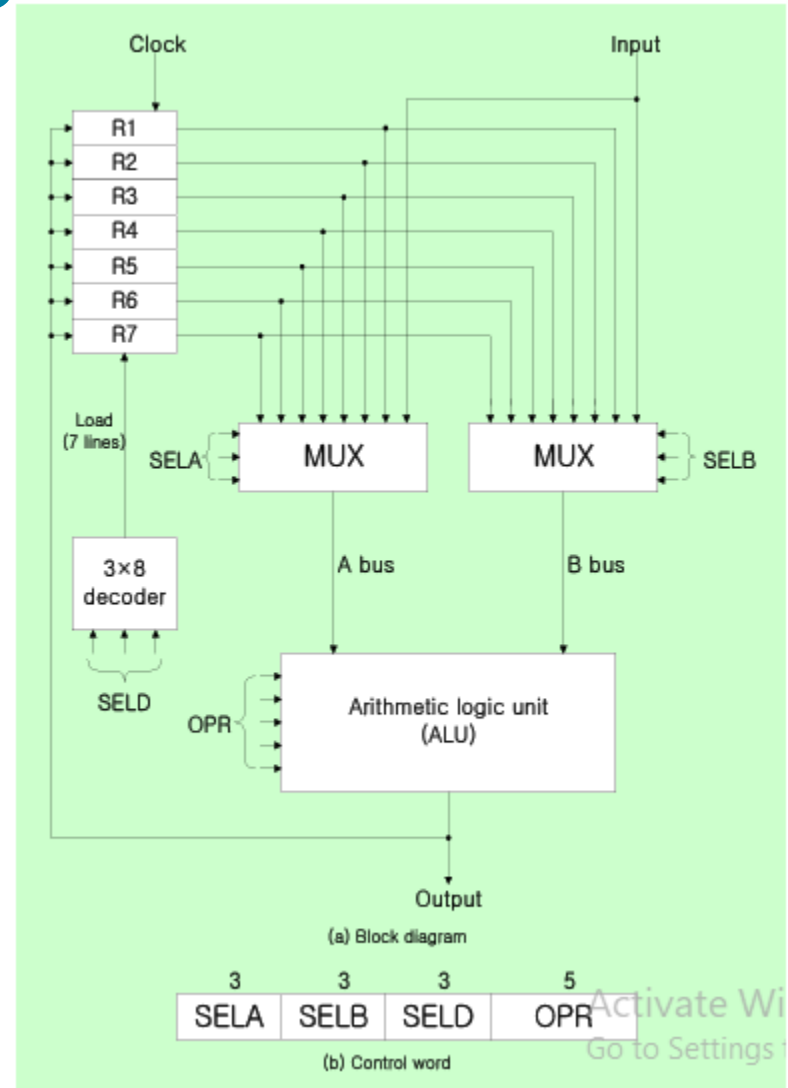 Clock
Input
R1
R2
R3
R4
R5
R6
R7
Load
(7 lines)
SELA
MUX
MUX
SELB
3×8
decoder
A bus
B bus
SELD
OPR
Arithmetic logic unit
(ALU)
Output
(a) Block diagram
3 3 3 5
SELA SELB SELD OPR
(b) Control word
Activate Wi
Go to Settings